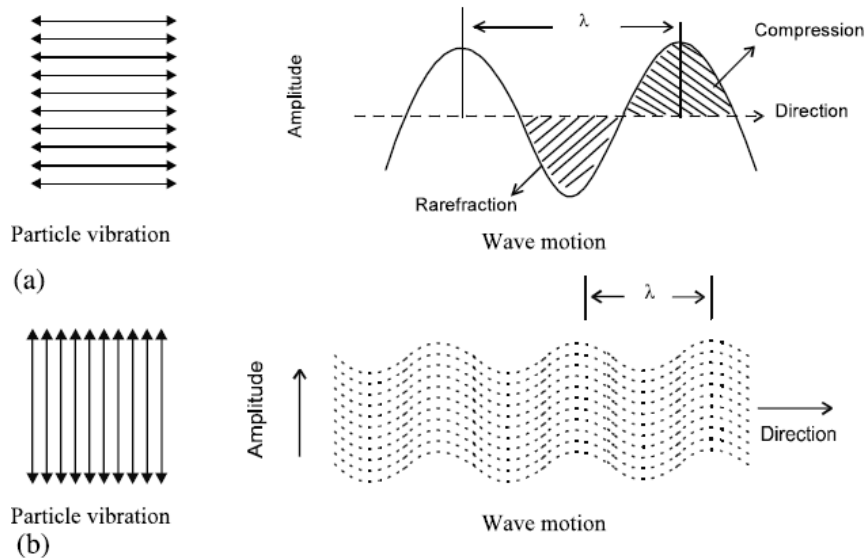 λ
Compression
Amplitude
Direction
Rarefraction
Particle vibration
Wave motion
(a)
λ
Amplitude
Direction
Particle vibration
Wave motion
(b)